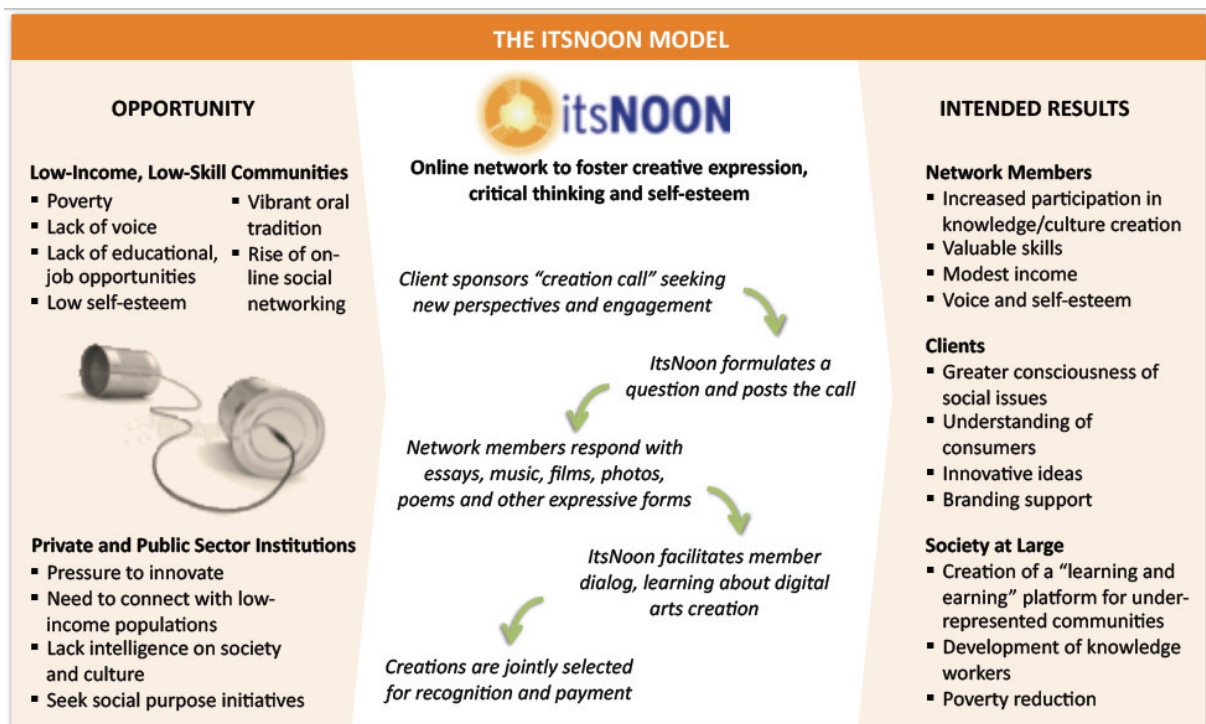 THE ITSNOON MODEL
OPPORTUNITY
Low-Income, Low-Skill Communities
▪ Poverty
▪ Lack of voice
▪ Lack of educational,
job opportunities
▪ Low self-esteem
▪ Vibrant oral
tradition
▪ Rise of on-
line social
networking
Private and Public Sector Institutions
▪ Pressure to innovate
▪ Need to connect with low-
income populations
▪ Lack intelligence on society
and culture
▪ Seek social purpose initiatives
itsNOON
Online network to foster creative expression,
critical thinking and self-esteem
Client sponsors “creation call” seeking
new perspectives and engagement
ItsNoon formulates a
question and posts the call
Network members respond with
essays, music, films, photos,
poems and other expressive forms
ItsNoon facilitates member
dialog, learning about digital
arts creation
Creations are jointly selected
for recognition and payment
INTENDED RESULTS
Network Members
▪ Increased participation in
knowledge/culture creation
▪ Valuable skills
▪ Modest income
▪ Voice and self-esteem
Clients
▪ Greater consciousness of
social issues
▪ Understanding of
consumers
▪ Innovative ideas
▪ Branding support
Society at Large
▪ Creation of a “learning and
earning” platform for under-
represented communities
▪ Development of knowledge
workers
▪ Poverty reduction